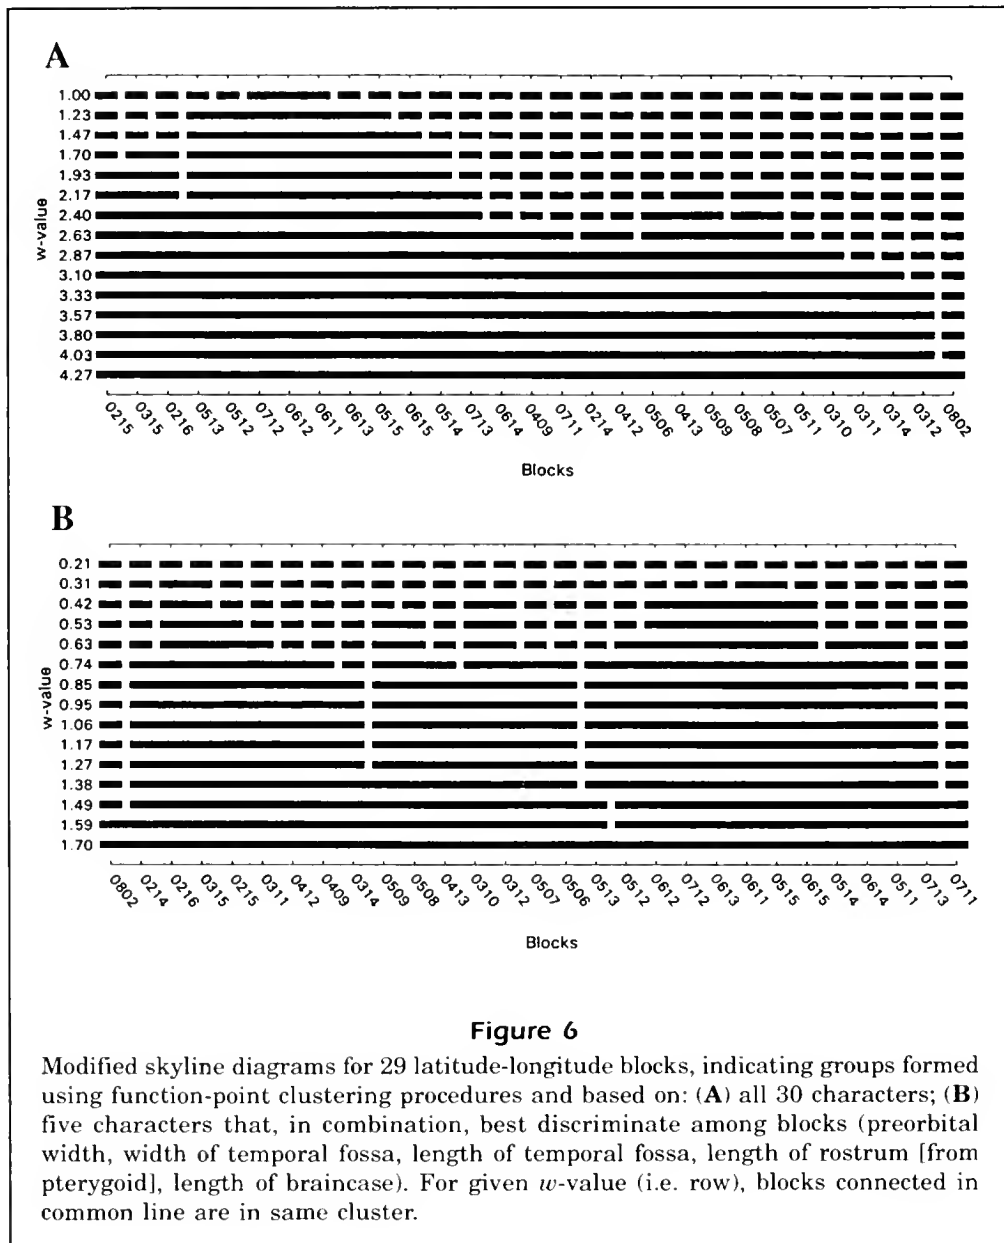 A
1.00
1.23
1.47
1.70
1.93
2.17
2.40
2.63
2.87
3.10
3.33
3.57
3.80
4.03
4.27
w-value
0215 0315 0216 0513 0512 0712 0612 0611 0613 0515 0615 0514 0713 0614 0409 0711 0214 0412 0506 0413 0509 0508 0507 0511 0310 0311 0314 0312 0802
Blocks
B
0.21
0.31
0.42
0.53
0.63
0.74
0.85
0.95
1.06
1.17
1.27
1.38
1.49
1.59
1.70
w-value
0802 0214 0216 0315 0215 0311 0412 0409 0314 0509 0508 0413 0310 0312 0507 0506 0513 0512 0612 0712 0613 0611 0515 0615 0514 0614 0511 0713 0711
Blocks
Figure 6
Modified skyline diagrams for 29 latitude-longitude blocks, indicating groups formed
using function-point clustering procedures and based on: (A) all 30 characters; (B)
five characters that, in combination, best discriminate among blocks (preorbital
width, width of temporal fossa, length of temporal fossa, length of rostrum [from
pterygoid], length of braincase). For given w-value (i.e. row), blocks connected in
common line are in same cluster.